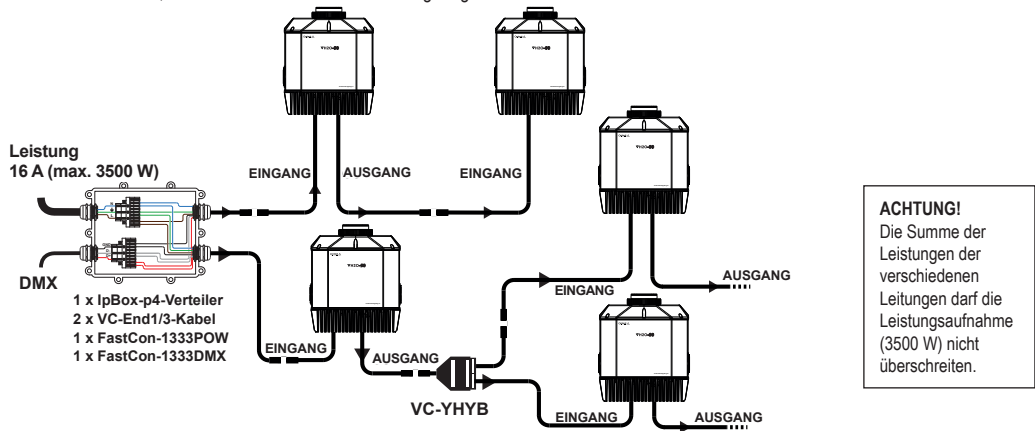 EINGANG
AUSGANG
EINGANG
Leistung
16 A (max. 3500 W)
DMX
1 x IpBox-p4-Verteiler
2 x VC-End1/3-Kabel
1 x FastCon-1333POW
1 x FastCon-1333DMX
EINGANG
AUSGANG
VC-YHYB
EINGANG
AUSGANG
EINGANG
AUSGANG
ACHTUNG!
Die Summe der
Leistungen der
verschiedenen
Leitungen darf die
Leistungsaufnahme
(3500 W) nicht
überschreiten.